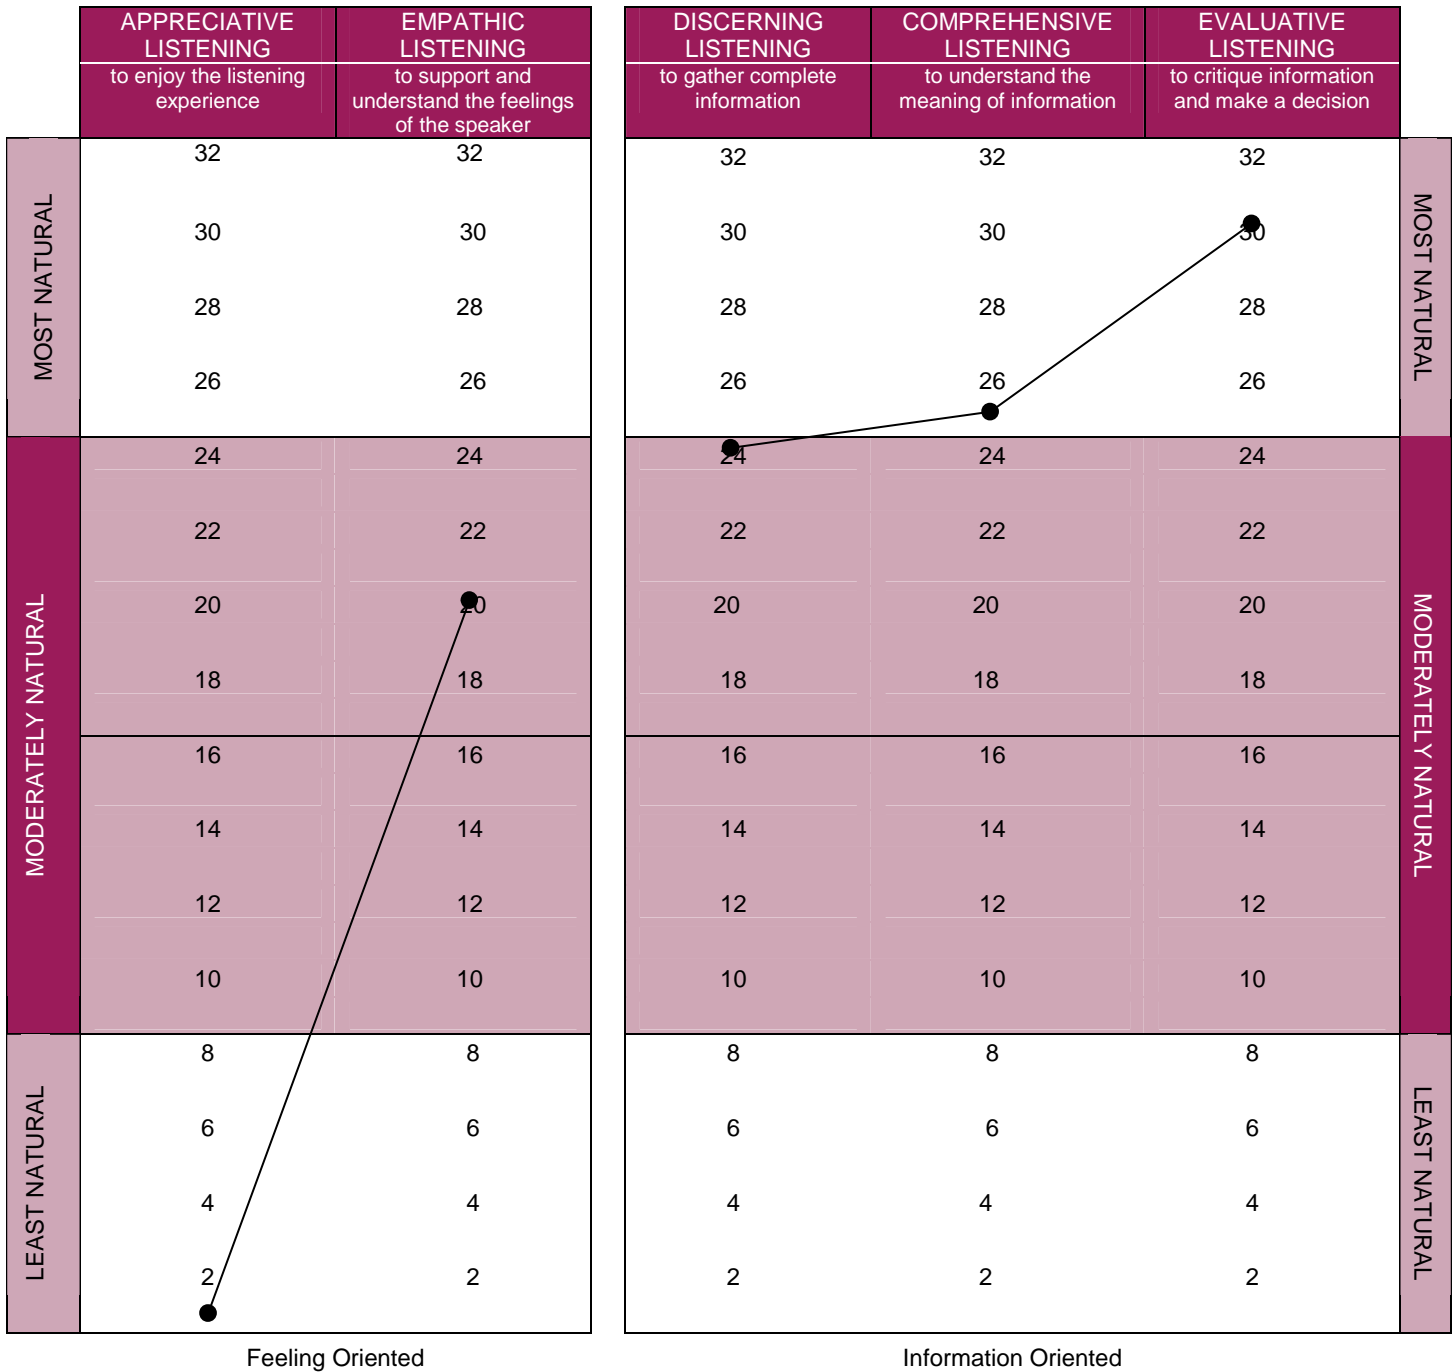 APPRECIATIVE
LISTENING
to enjoy the listening
experience
EMPATHIC
LISTENING
to support and
understand the feelings
of the speaker
DISCERNING
LISTENING
to gather complete
information
COMPREHENSIVE
LISTENING
to understand the
meaning of information
EVALUATIVE
LISTENING
to critique information
and make a decision
MOST NATURAL
MOST NATURAL
32 32 32 32 32
30 30 30 30 30
28 28 28 28 28
26 26 26 26 26
MODERATELY NATURAL
MODERATELY NATURAL
24 24 24 24 24
22 22 22 22 22
20 20 20 20 20
18 18 18 18 18
16 16 16 16 16
14 14 14 14 14
12 12 12 12 12
10 10 10 10 10
LEAST NATURAL
LEAST NATURAL
8 8 8 8 8
6 6 6 6 6
4 4 4 4 4
2 2 2 2 2
Feeling Oriented
Information Oriented